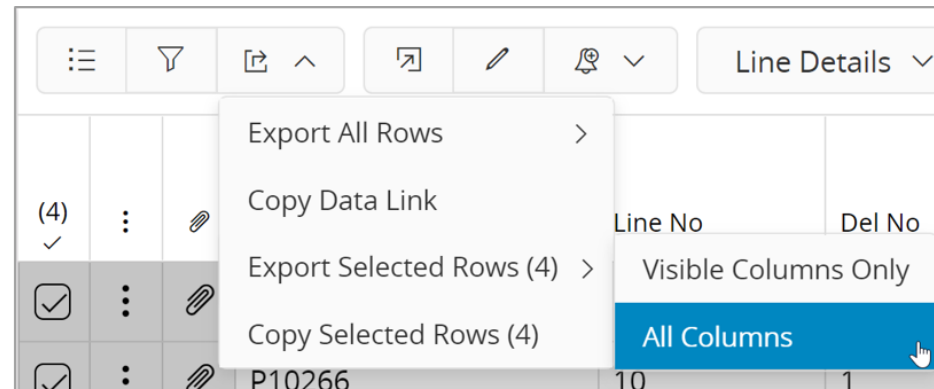 Line Details
Export All Rows
Copy Data Link
(4)
Line No
Del No
Export Selected Rows (4)
Visible Columns Only
Copy Selected Rows (4)
All Columns
P10266
10
1